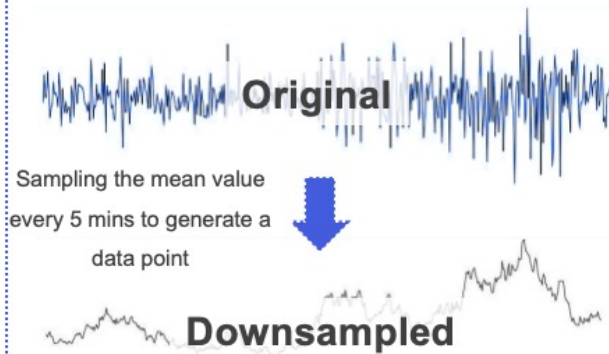 Original
Sampling the mean value
every 5 mins to generate a
data point
Downsampled